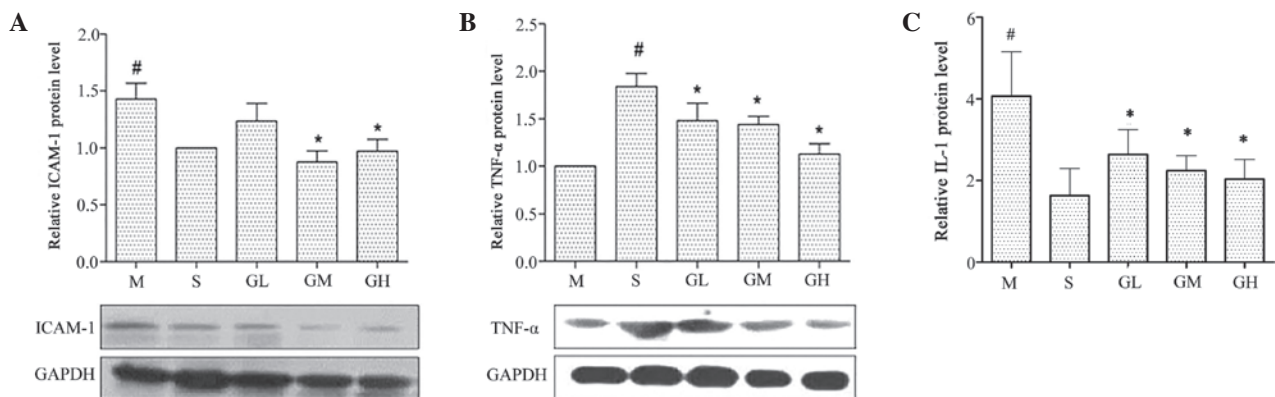 A
Relative ICAM-1 protein level
2.0
1.5
1.0
0.5
0.0
#
*
*
M S GL GM GH
ICAM-1
GAPDH
B
Relative TNF-α protein level
2.5
2.0
1.5
1.0
0.5
0.0
#
*
*
*
M S GL GM GH
TNF-α
GAPDH
C
Relative IL-1 protein level
6
4
2
0
#
*
*
*
M S GL GM GH